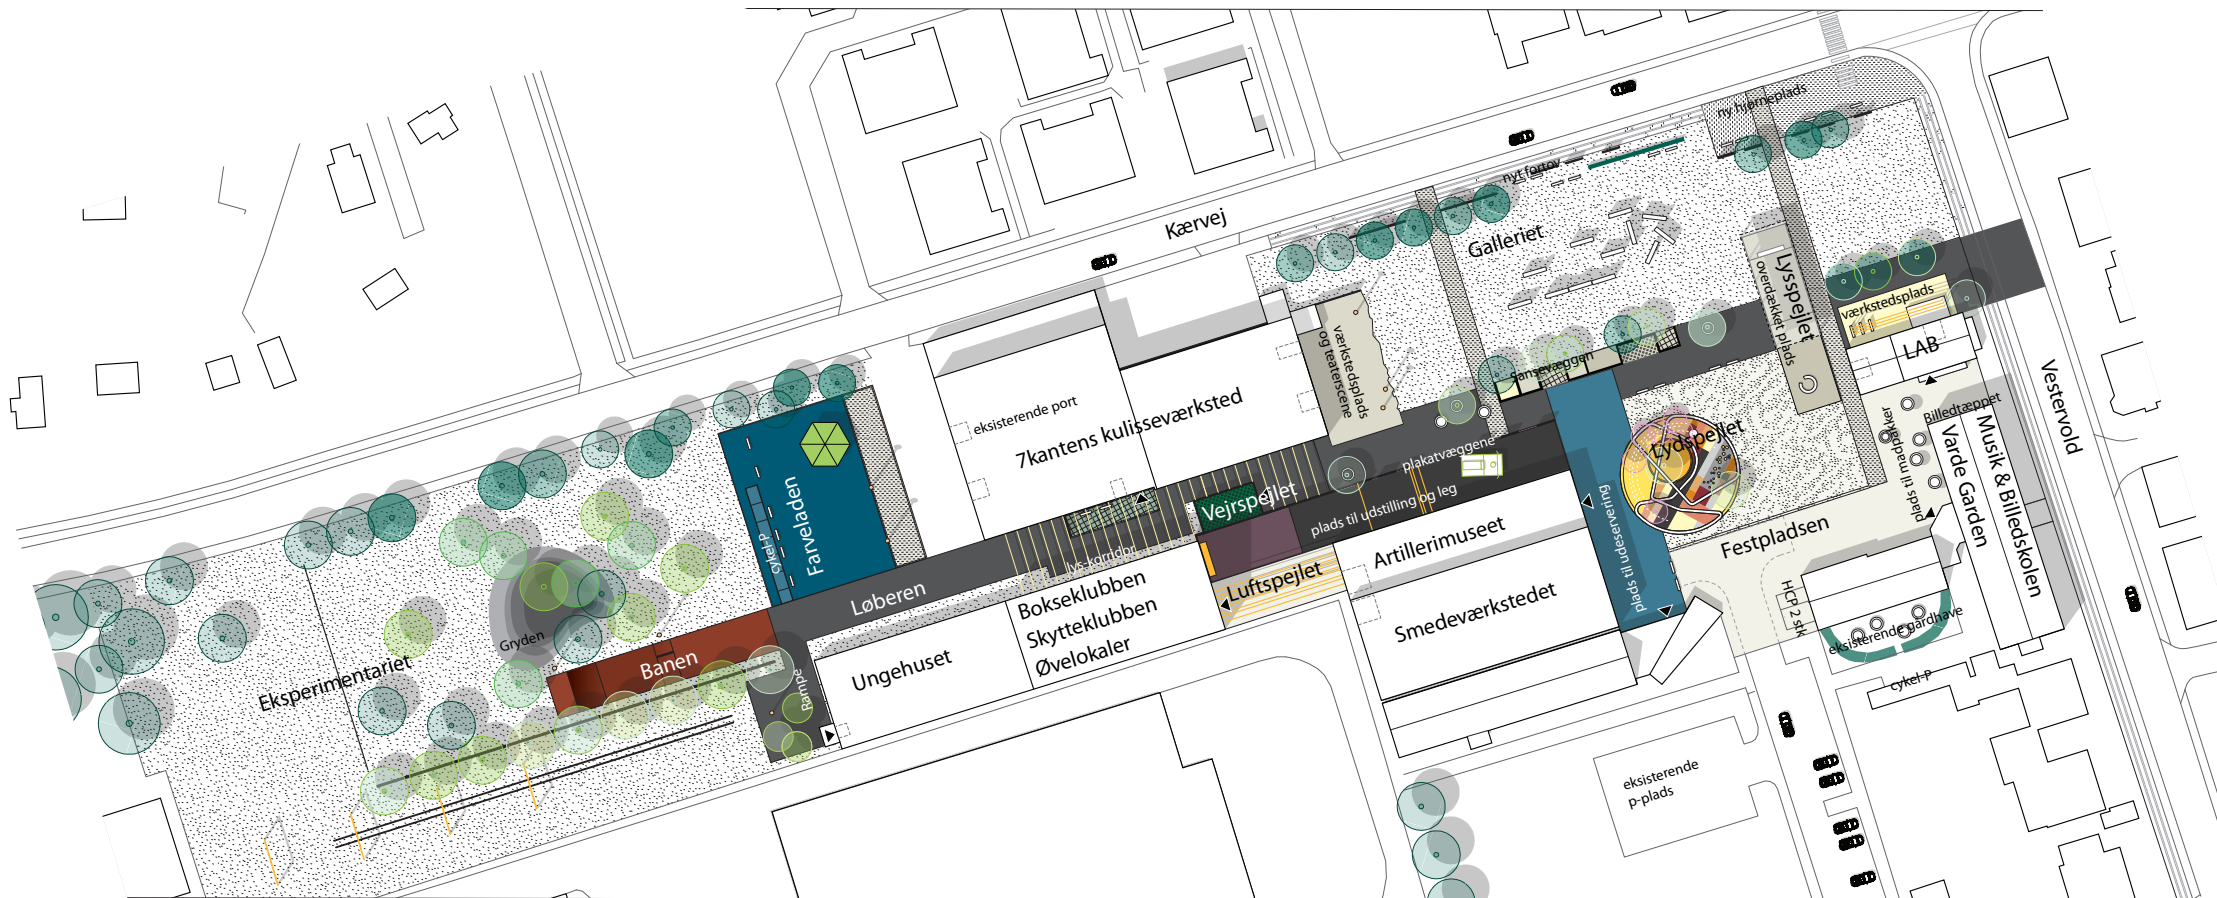 ny hjørneplads
nyt fortov
Kærvej
Galleriet
Lysspejlet
overdækket plads
værkstedsplads
LAB
Vestervold
værkstedsplads
og teaterscene
Sansevæggen
eksisterende port
7kantens kulisseværksted
Billedtæppet
plads til madpakker
Varde Garden
Musik & Billedskolen
Lydspejlet
plakatvæggene
plads til udstilling og leg
Vejrspejlet
plads til udeservering
Festpladsen
Farveladen
cykel-P
lys-korridor
Løberen
Artillerimuseet
Luftspejlet
Bokseklubben
Skytteklubben
Øvelokaler
Smedeværkstedet
HCP 2 stk
eksisterende gårdhave
cykel-P
Gryden
Eksperimentariet
Banen
Rampe
Ungehuset
eksisterende
p-plads